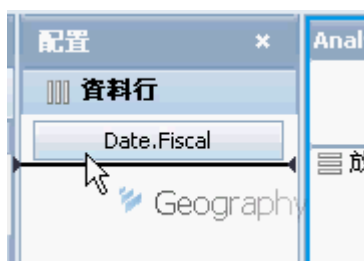 配置 × Anal
資料行
Date.Fiscal
Geography